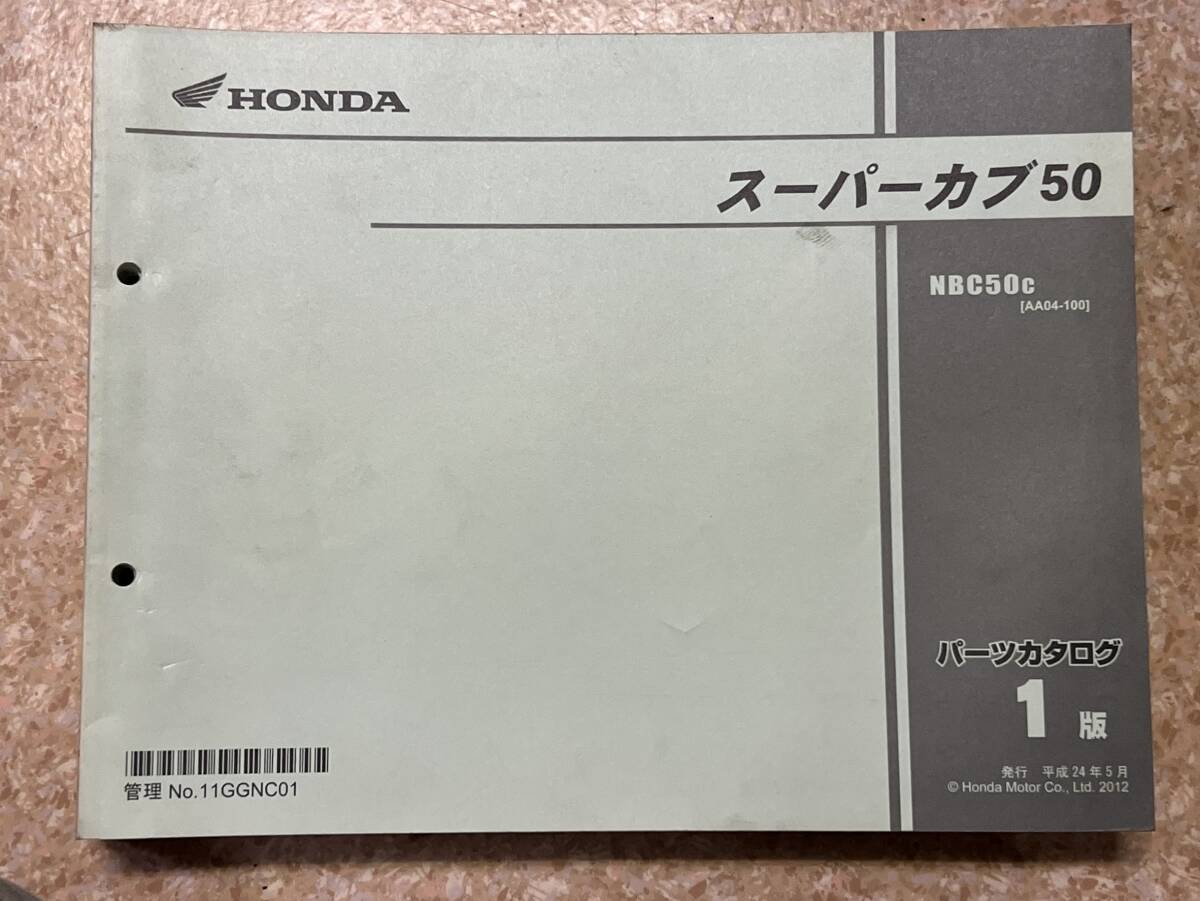 HONDA
スーパーカブ50
NBC50C
[AA04-100]
パーツカタログ
1版
発行 平成24年5月
© Honda Motor Co., Ltd. 2012
管理 No.11GGNC01